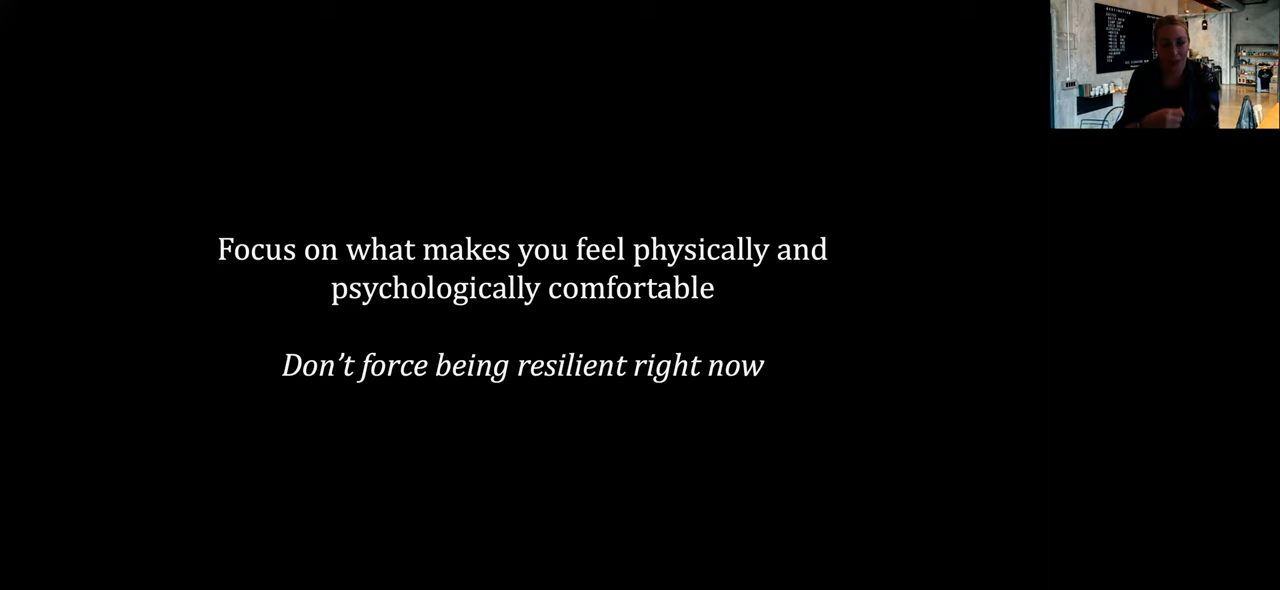 Focus on what makes you feel physically and
psychologically comfortable
Don’t force being resilient right now